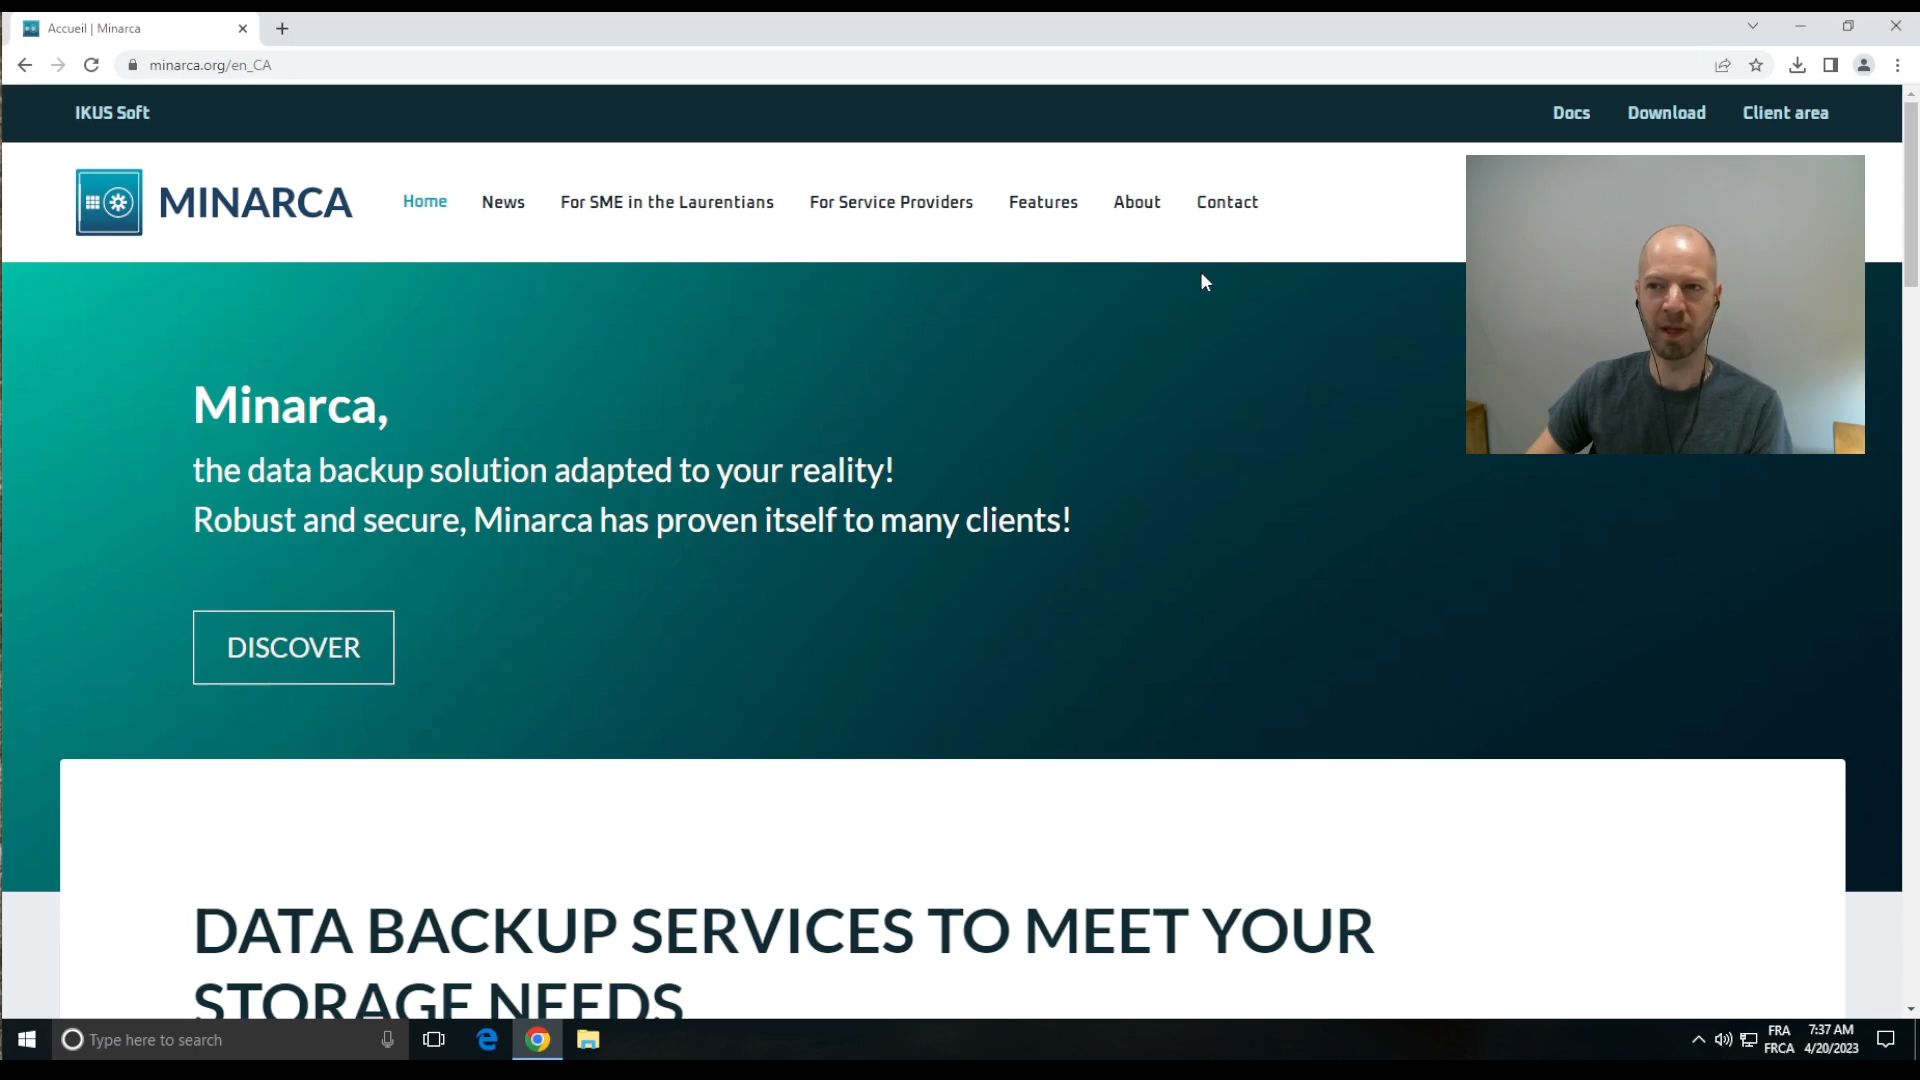 Accueil | Minarca
minarca.org/en_CA
IKUS Soft
Docs
Download
Client area
MINARCA
Home
News
For SME in the Laurentians
For Service Providers
Features
About
Contact
Minarca,
the data backup solution adapted to your reality!
Robust and secure, Minarca has proven itself to many clients!
DISCOVER
DATA BACKUP SERVICES TO MEET YOUR
STORAGE NEEDS
Type here to search
FRA
FRCA
7:37 AM
4/20/2023